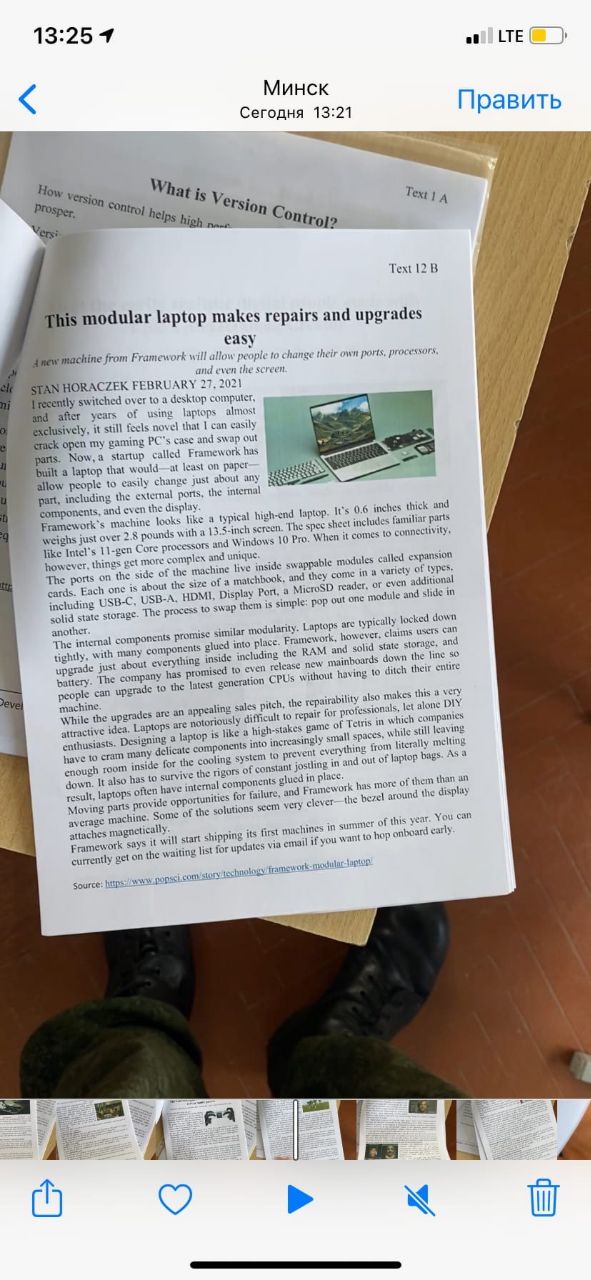 13:25
LTE
Минск
Сегодня 13:21
Править
What is Version Control?
Text 1 A
How version control helps high
prosper.
Text 12 B
This modular laptop makes repairs and upgrades
easy
A new machine from Framework will allow people to change their own ports, processors,
and even the screen.
STAN HORACZEK FEBRUARY 27, 2021
I recently switched over to a desktop computer,
and after years of using laptops almost
exclusively, it still feels novel that I can easily
crack open my gaming PC's case and swap out
parts. Now, a startup called Framework has
built a laptop that would—at least on paper—
allow people to easily change just about any
part, including the external ports, the internal
components, and even the display.
Framework's machine looks like a typical high-end laptop. It's 0.6 inches thick and
weighs just over 2.8 pounds with a 13.5-inch screen. The spec sheet includes familiar parts
like Intel's 11-gen Core processors and Windows 10 Pro. When it comes to connectivity,
however, things get more complex and unique.
The ports on the side of the machine live inside swappable modules called expansion
cards. Each one is about the size of a matchbook, and they come in a variety of types,
including USB-C, USB-A, HDMI, Display Port, a MicroSD reader, or even additional
solid state storage. The process to swap them is simple: pop out one module and slide in
another.
The internal components promise similar modularity. Laptops are typically locked down
tightly, with many components glued into place. Framework, however, claims users can
upgrade just about everything inside including the RAM and solid state storage, and
battery. The company has promised to even release new mainboards down the line so
people can upgrade to the latest generation CPUs without having to ditch their entire
machine.
While the upgrades are an appealing sales pitch, the repairability also makes this a very
attractive idea. Laptops are notoriously difficult to repair for professionals, let alone DIY
enthusiasts. Designing a laptop is like a high-stakes game of Tetris in which companies
have to cram many delicate components into increasingly small spaces, while still leaving
enough room inside for the cooling system to prevent everything from literally melting
down. It also has to survive the rigors of constant jostling in and out of laptop bags. As a
result, laptops often have internal components glued in place.
Moving parts provide opportunities for failure, and Framework has more of them than an
average machine. Some of the solutions seem very clever—the bezel around the display
attaches magnetically.
Framework says it will start shipping its first machines in summer of this year. You can
currently get on the waiting list for updates via email if you want to hop onboard early.
Source: https://www.popsci.com/story/technology/framework-modular-laptop/